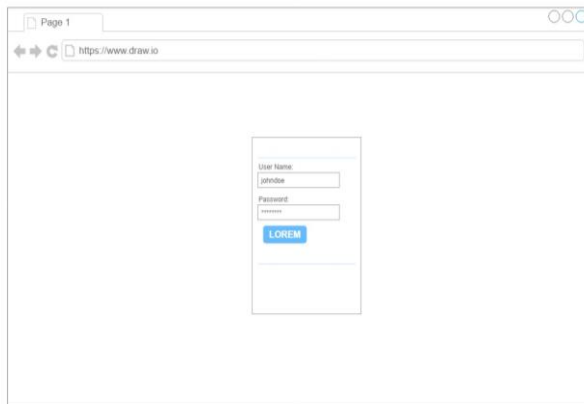 Page 1
https://www.draw.io
User Name:
johndoe
Password:
********
LOREM